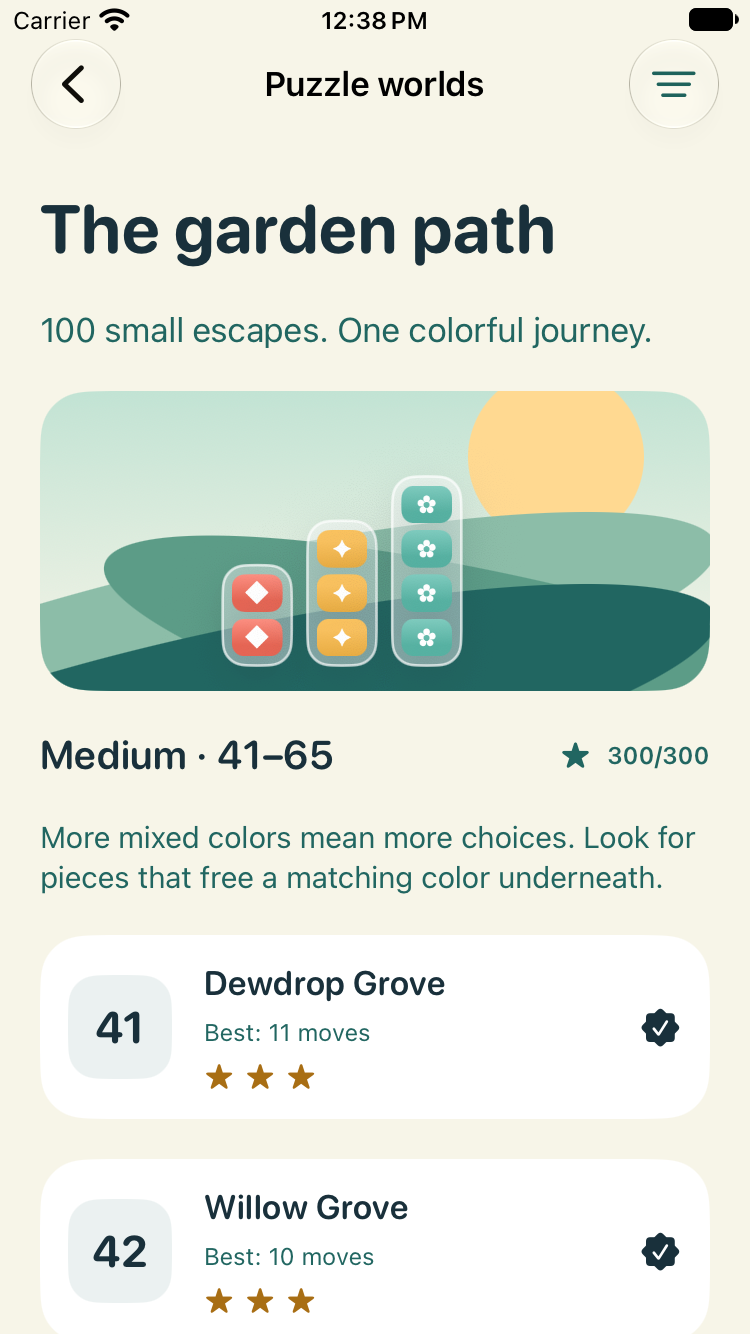 Carrier 12:38 PM
Puzzle worlds
The garden path
100 small escapes. One colorful journey.
Medium · 41–65 300/300
More mixed colors mean more choices. Look for
pieces that free a matching color underneath.
41 Dewdrop Grove
Best: 11 moves
42 Willow Grove
Best: 10 moves